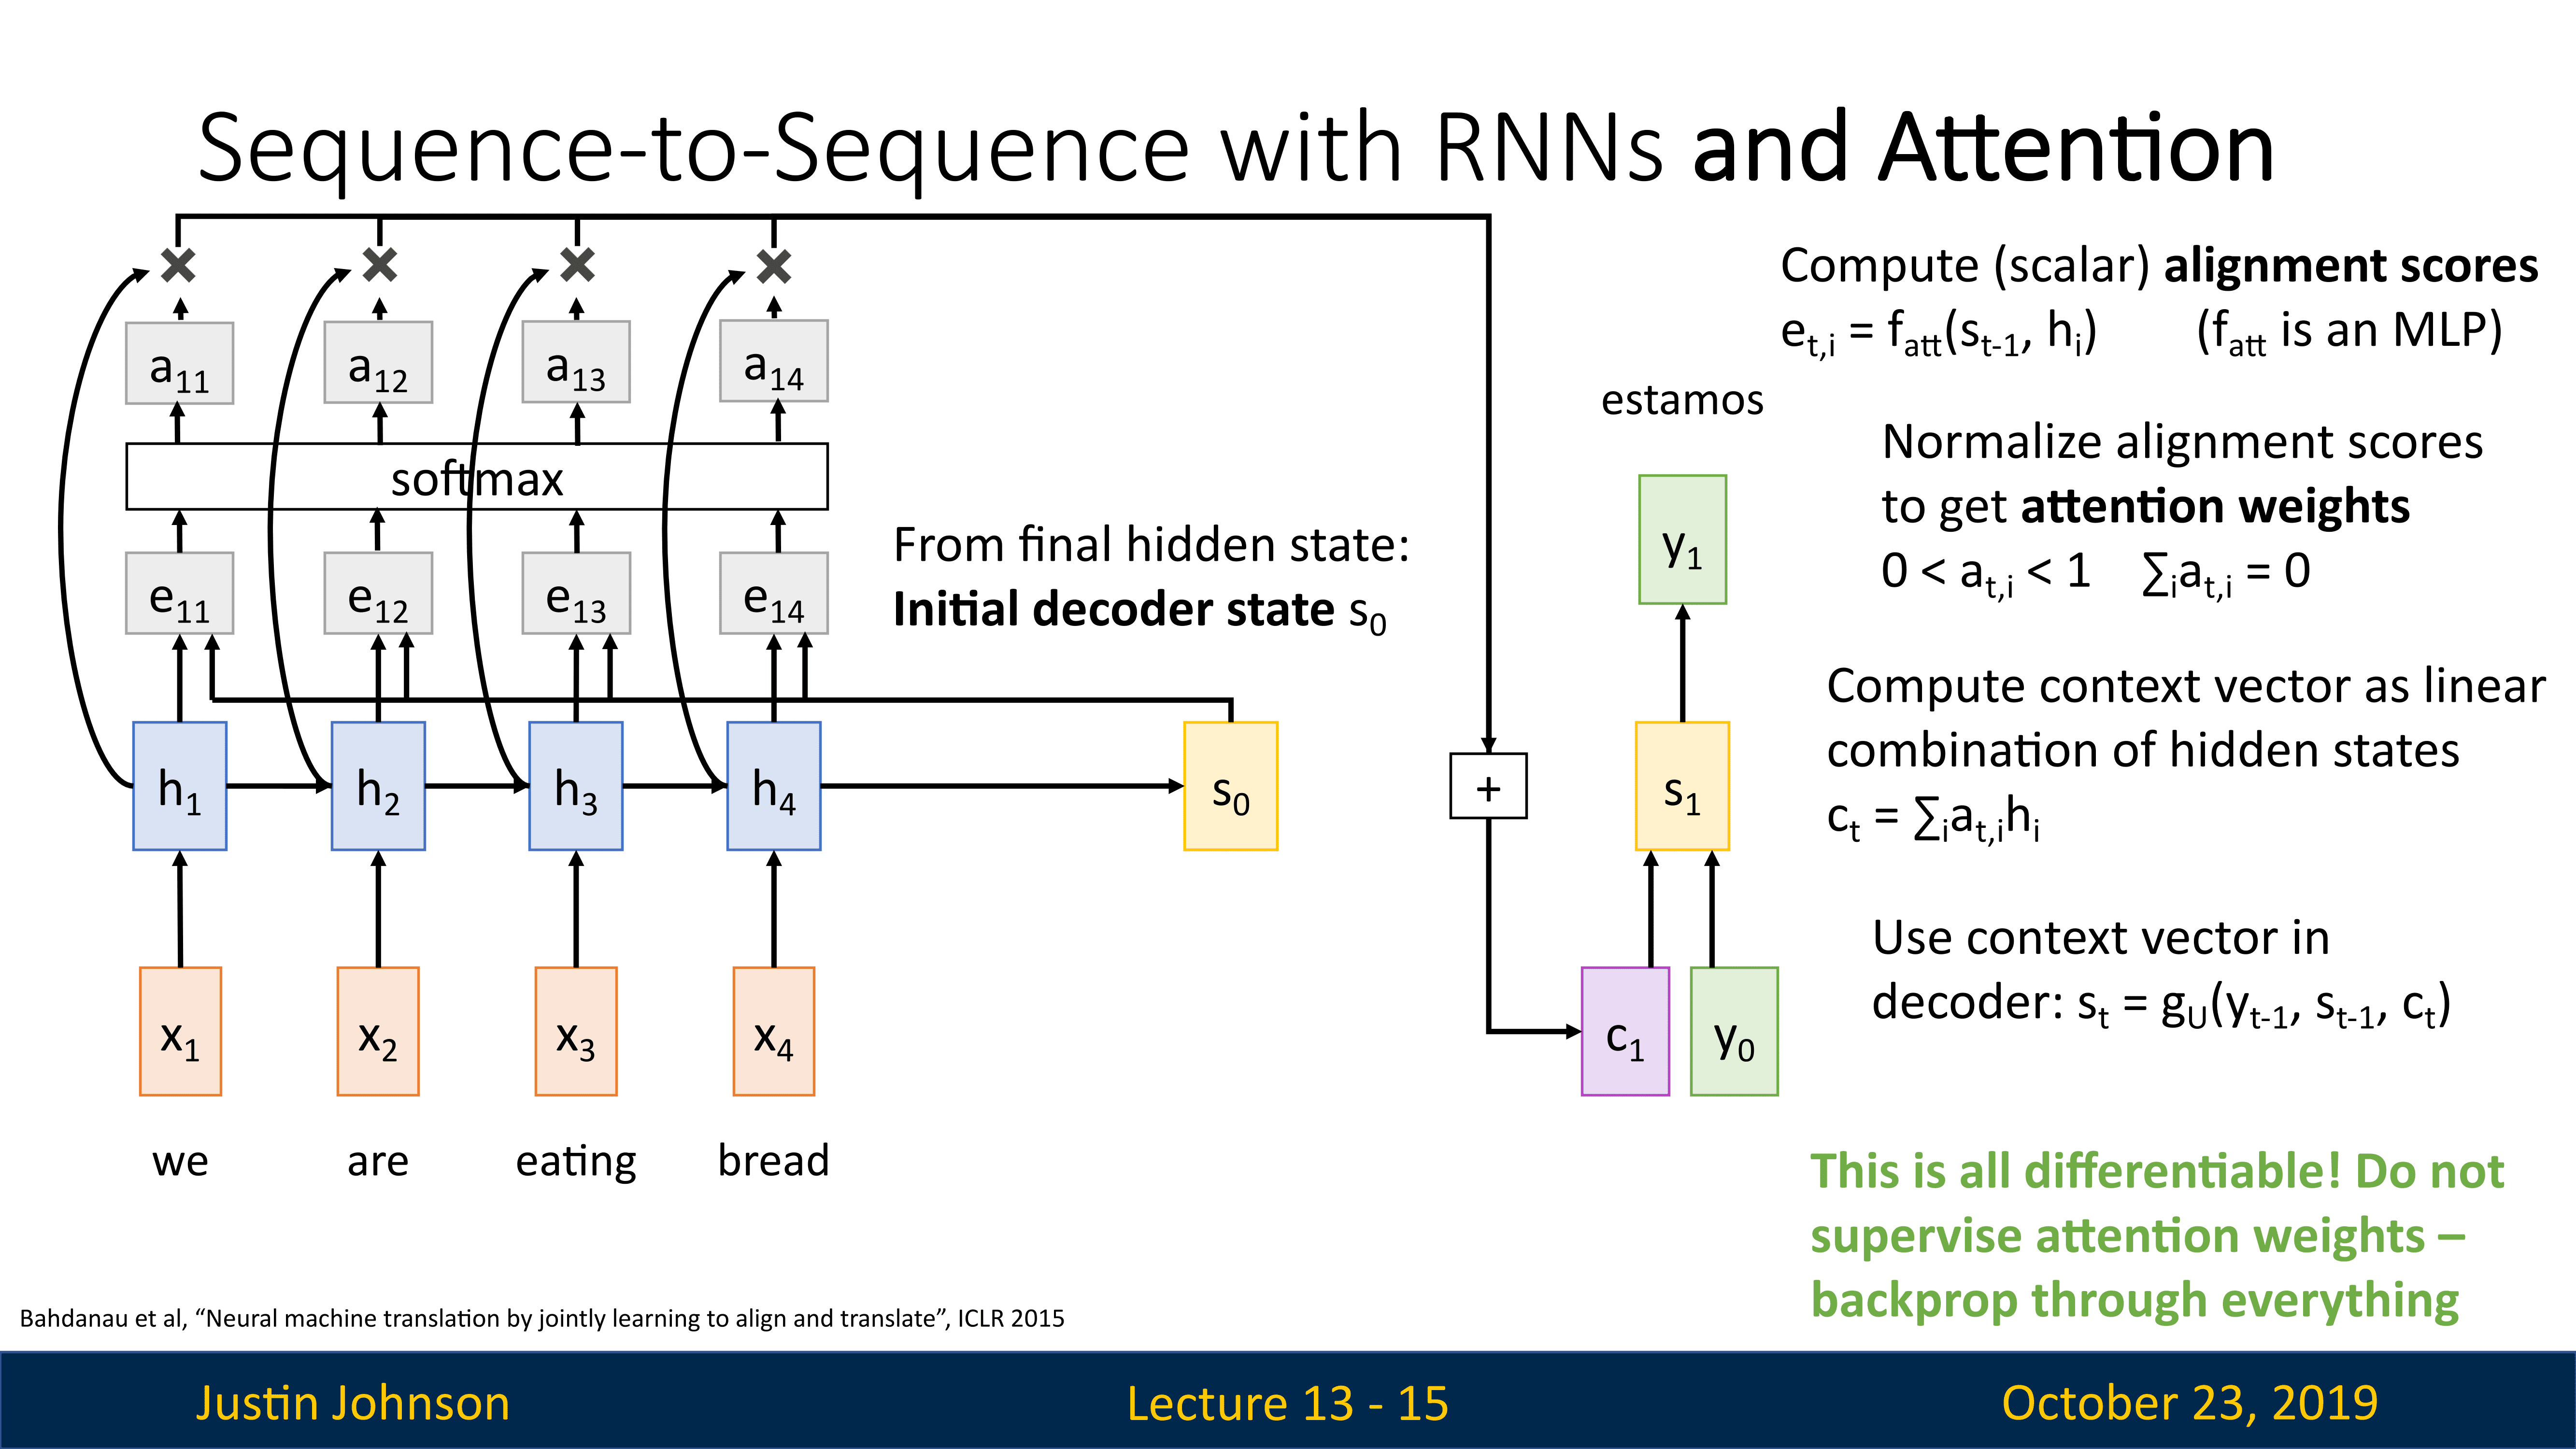 Sequence-to-Sequence with RNNs and Attention
Compute (scalar) alignment scores
e_{t,i} = f_{att}(s_{t-1}, h_i) (f_{att} is an MLP)
Normalize alignment scores
to get attention weights
0 < a_{t,i} < 1 ∑_i a_{t,i} = 0
Compute context vector as linear
combination of hidden states
c_t = ∑_i a_{t,i}h_i
Use context vector in
decoder: s_t = g_U(y_{t-1}, s_{t-1}, c_t)
This is all differentiable! Do not
supervise attention weights –
backprop through everything
a_{11} a_{12} a_{13} a_{14}
softmax
e_{11} e_{12} e_{13} e_{14}
From final hidden state:
Initial decoder state s_0
estamos
y_1
h_1 h_2 h_3 h_4 s_0 + s_1
x_1 x_2 x_3 x_4 c_1 y_0
we are eating bread
Bahdanau et al, “Neural machine translation by jointly learning to align and translate”, ICLR 2015
Justin Johnson Lecture 13 - 15 October 23, 2019